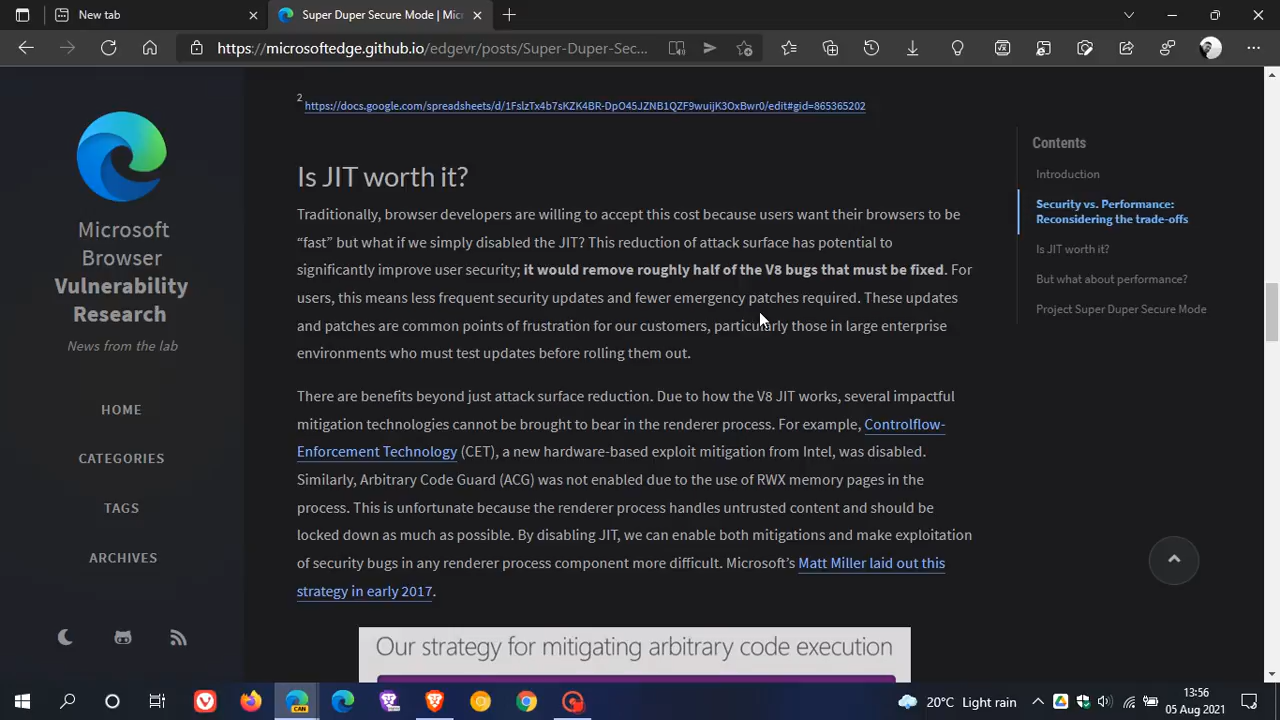 New tab
Super Duper Secure Mode | Mic
https://microsoftedge.github.io/edgevr/posts/Super-Duper-Sec...
Microsoft
Browser
Vulnerability
Research
News from the lab
HOME
CATEGORIES
TAGS
ARCHIVES
2 https://docs.google.com/spreadsheets/d/1FslzTx4b7sKZK4BR-DpO45JZNB1QZF9wuijK3OxBwr0/edit#gid=865365202
Is JIT worth it?
Traditionally, browser developers are willing to accept this cost because users want their browsers to be
“fast” but what if we simply disabled the JIT? This reduction of attack surface has potential to
significantly improve user security; it would remove roughly half of the V8 bugs that must be fixed. For
users, this means less frequent security updates and fewer emergency patches required. These updates
and patches are common points of frustration for our customers, particularly those in large enterprise
environments who must test updates before rolling them out.
There are benefits beyond just attack surface reduction. Due to how the V8 JIT works, several impactful
mitigation technologies cannot be brought to bear in the renderer process. For example, Controlflow-
Enforcement Technology (CET), a new hardware-based exploit mitigation from Intel, was disabled.
Similarly, Arbitrary Code Guard (ACG) was not enabled due to the use of RWX memory pages in the
process. This is unfortunate because the renderer process handles untrusted content and should be
locked down as much as possible. By disabling JIT, we can enable both mitigations and make exploitation
of security bugs in any renderer process component more difficult. Microsoft’s Matt Miller laid out this
strategy in early 2017.
Our strategy for mitigating arbitrary code execution
Contents
Introduction
Security vs. Performance:
Reconsidering the trade-offs
Is JIT worth it?
But what about performance?
Project Super Duper Secure Mode
CAN
20°C Light rain
13:56
05 Aug 2021